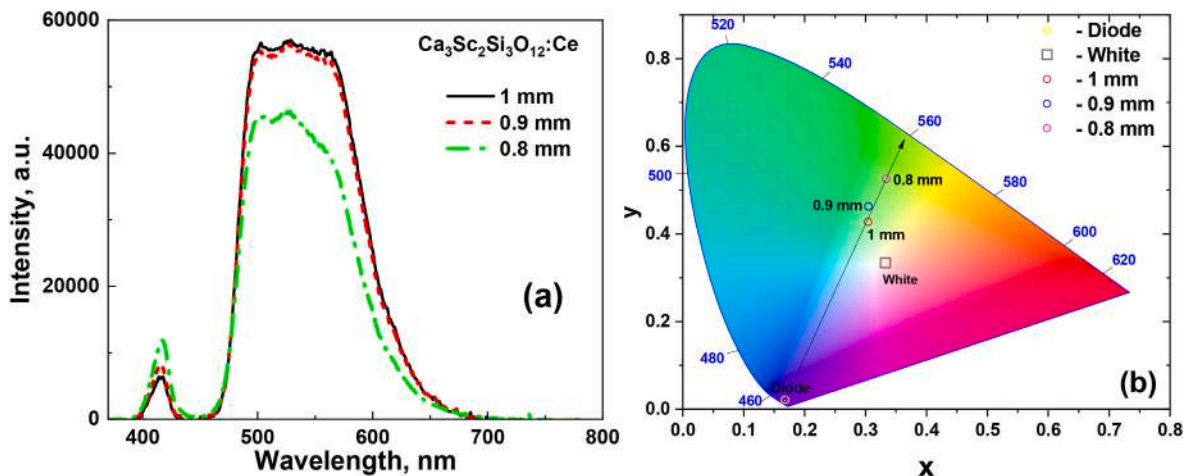 60000
40000
20000
0
400
500
600
700
800
Intensity, a.u.
Wavelength, nm
Ca₃Sc₂Si₃O₁₂:Ce
1 mm
0.9 mm
0.8 mm
(a)
(b)
0.8
0.6
0.4
0.2
0.0
0.0
0.1
0.2
0.3
0.4
0.5
0.6
0.7
0.8
y
x
520
540
560
580
600
620
500
480
460
- Diode
- White
- 1 mm
- 0.9 mm
- 0.8 mm
0.8 mm
0.9 mm
1 mm
White
Diode